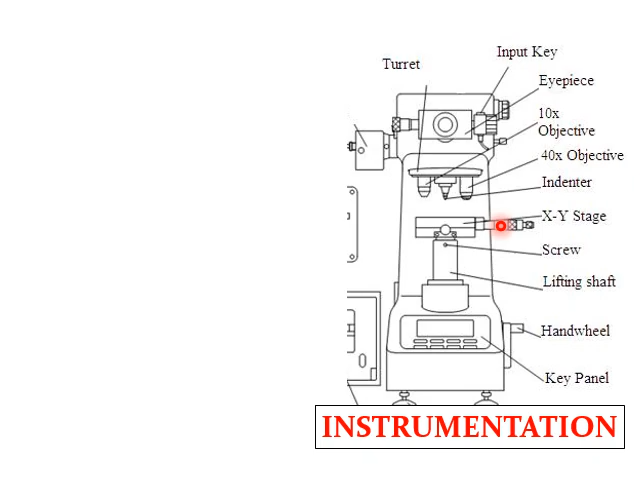 Input Key
Turret
Eyepiece
10x
Objective
40x Objective
Indenter
X-Y Stage
Screw
Lifting shaft
Handwheel
Key Panel
INSTRUMENTATION